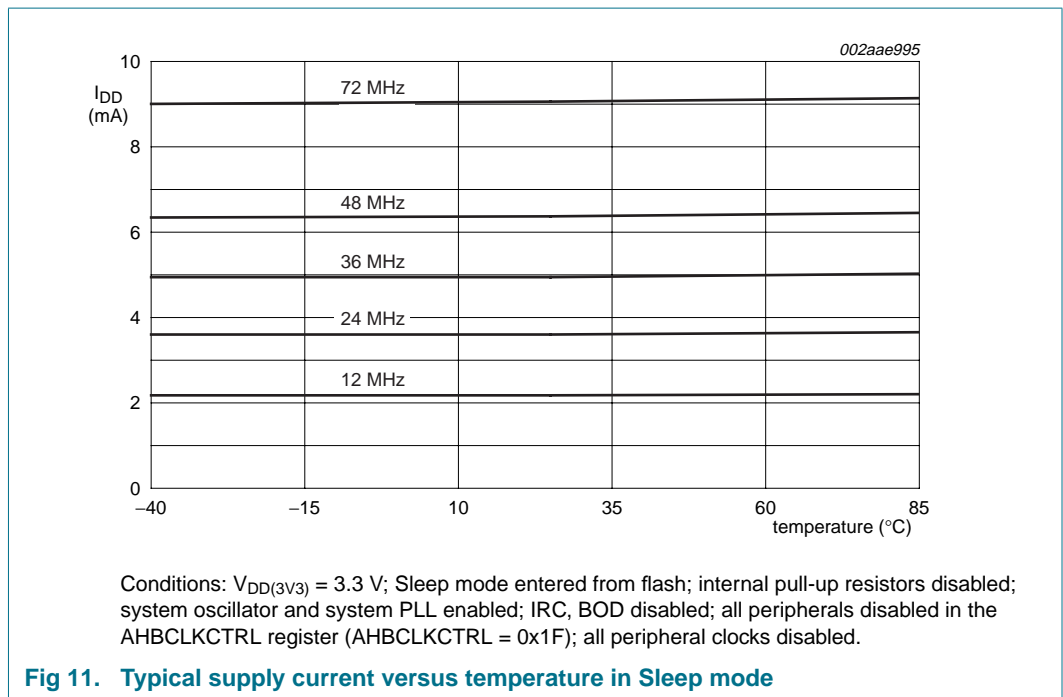 002aae995
10
I_DD
(mA)
72 MHz
8
48 MHz
6
36 MHz
4
24 MHz
12 MHz
2
0
−40 −15 10 35 60 85
temperature (°C)
Conditions: V_DD(3V3) = 3.3 V; Sleep mode entered from flash; internal pull-up resistors disabled;
system oscillator and system PLL enabled; IRC, BOD disabled; all peripherals disabled in the
AHBCLKCTRL register (AHBCLKCTRL = 0x1F); all peripheral clocks disabled.
Fig 11. Typical supply current versus temperature in Sleep mode